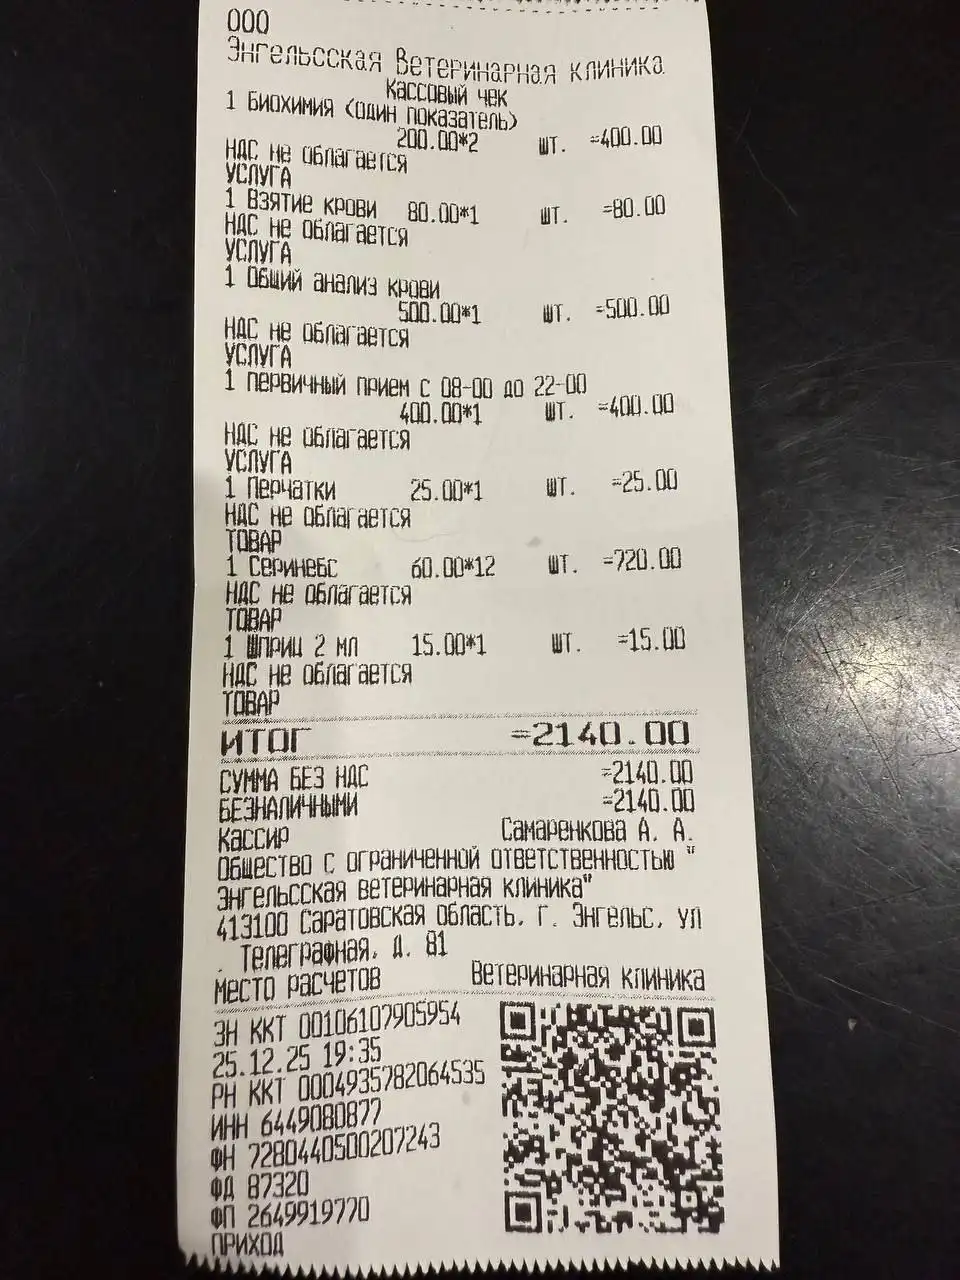 ООО
Энгельсская Ветеринарная клиника
Кассовый чек
1 Биохимия (один показатель)
200.00*2 шт. =400.00
НДС не облагается
УСЛУГА
1 Взятие крови 80.00*1 шт. =80.00
НДС не облагается
УСЛУГА
1 Общий анализ крови
500.00*1 шт. =500.00
НДС не облагается
УСЛУГА
1 первичный прием с 08-00 до 22-00
400.00*1 шт. =400.00
НДС не облагается
УСЛУГА
1 Перчатки 25.00*1 шт. =25.00
НДС не облагается
ТОВАР
1 Серинебс 60.00*12 шт. =720.00
НДС не облагается
ТОВАР
1 Шприц 2 мл 15.00*1 шт. =15.00
НДС не облагается
ТОВАР
ИТОГ =2140.00
СУММА БЕЗ НДС =2140.00
БЕЗНАЛИЧНЫМИ =2140.00
Кассир Самаренкова А. А.
Общество с ограниченной ответственностью "
Энгельсская ветеринарная клиника"
413100 Саратовская область, г. Энгельс, ул
. Телеграфная, д. 81
Место расчетов Ветеринарная клиника
ЗН ККТ 00106107905954
25.12.25 19:35
РН ККТ 0004935782064535
ИНН 6449080877
ФН 7280440500207243
ФД 87320
ФП 2649919770
ПРИХОД